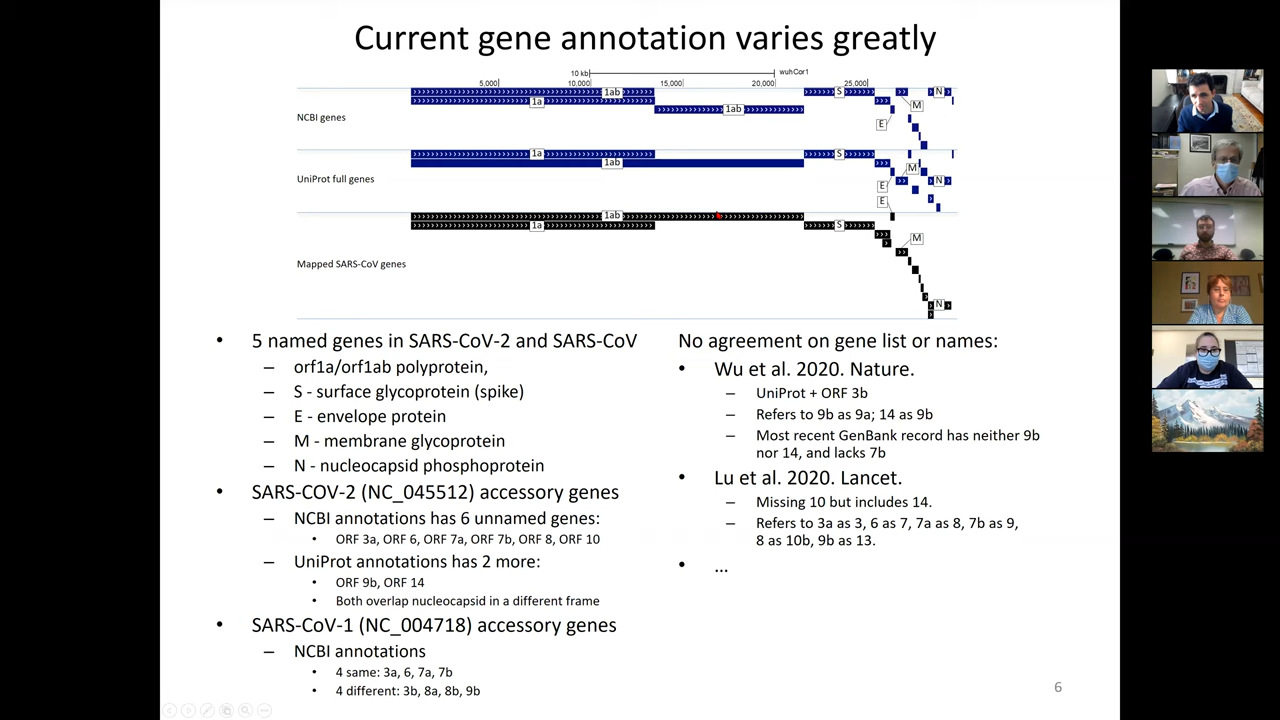 Current gene annotation varies greatly
10 kb
wuhCor1
5,000
10,000
15,000
20,000
25,000
NCBI genes
1ab
1a
1ab
S
E
M
N
UniProt full genes
1a
1ab
S
E
M
N
Mapped SARS-CoV genes
E
1ab
1a
S
M
N
• 5 named genes in SARS-CoV-2 and SARS-CoV
– orf1a/orf1ab polyprotein,
– S - surface glycoprotein (spike)
– E - envelope protein
– M - membrane glycoprotein
– N - nucleocapsid phosphoprotein
• SARS-COV-2 (NC_045512) accessory genes
– NCBI annotations has 6 unnamed genes:
• ORF 3a, ORF 6, ORF 7a, ORF 7b, ORF 8, ORF 10
– UniProt annotations has 2 more:
• ORF 9b, ORF 14
• Both overlap nucleocapsid in a different frame
• SARS-CoV-1 (NC_004718) accessory genes
– NCBI annotations
• 4 same: 3a, 6, 7a, 7b
• 4 different: 3b, 8a, 8b, 9b
No agreement on gene list or names:
• Wu et al. 2020. Nature.
– UniProt + ORF 3b
– Refers to 9b as 9a; 14 as 9b
– Most recent GenBank record has neither 9b
nor 14, and lacks 7b
• Lu et al. 2020. Lancet.
– Missing 10 but includes 14.
– Refers to 3a as 3, 6 as 7, 7a as 8, 7b as 9,
8 as 10b, 9b as 13.
• ...
6